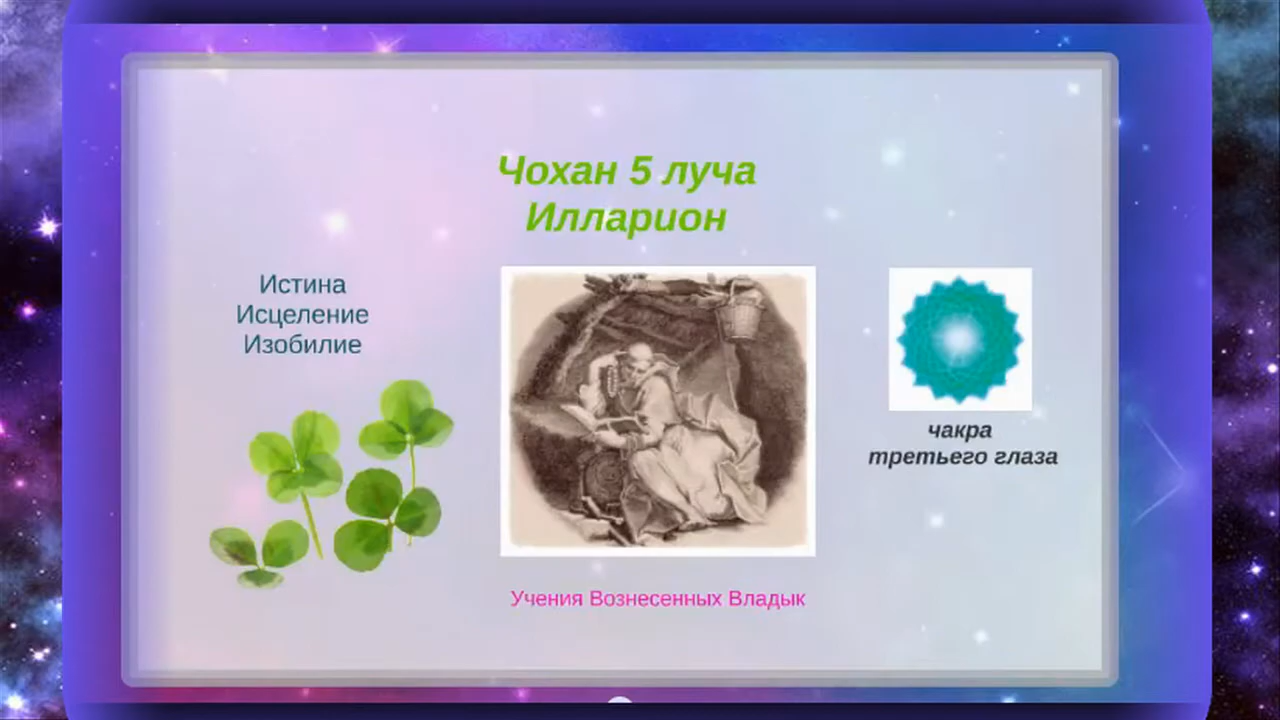 Чохан 5 луча
Илларион
Истина
Исцеление
Изобилие
чакра
третьего глаза
Учения Вознесенных Владык